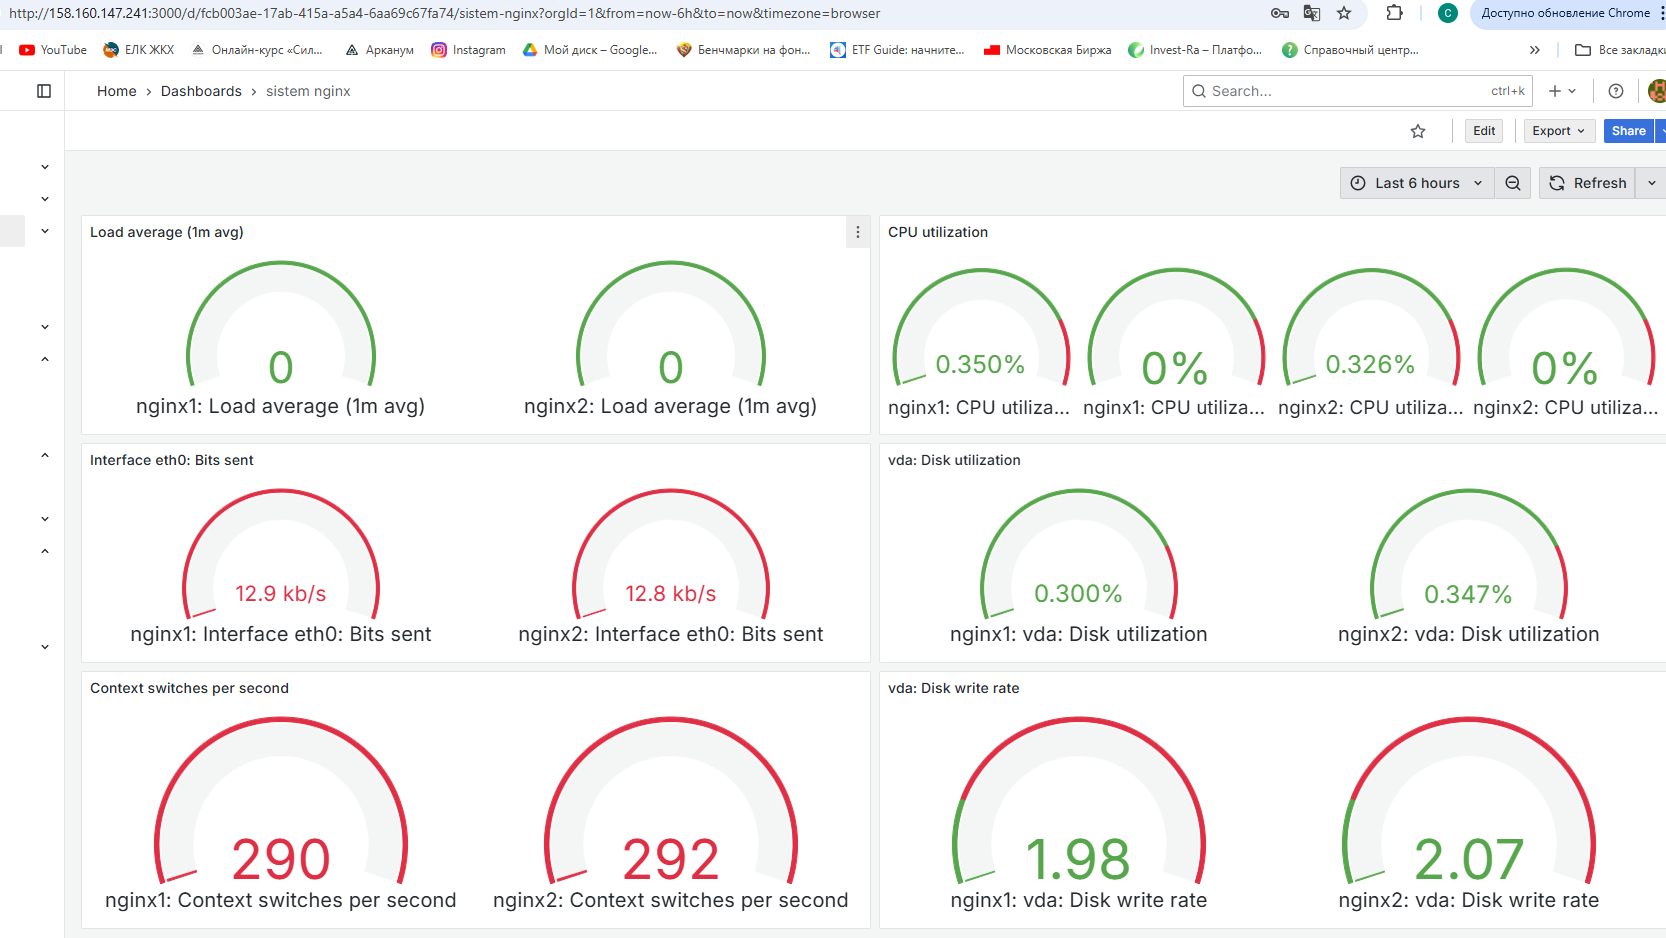 http://158.160.147.241:3000/d/fcb003ae-17ab-415a-a5a4-6aa69c67fa74/sistem-nginx?orgId=1&from=now-6h&to=now&timezone=browser
C
Доступно обновление Chrome
YouTube
ЕЛК ЖКХ
Онлайн-курс «Сил...
Арканум
Instagram
Мой диск – Google...
Бенчмарки на фон...
ETF Guide: начните...
Московская Биржа
Invest-Ra – Платфо...
Справочный центр...
»
Все закладки
Home › Dashboards › sistem nginx
Search...
ctrl+k
Edit
Export
Share
Last 6 hours
Refresh
Load average (1m avg)
0
nginx1: Load average (1m avg)
0
nginx2: Load average (1m avg)
CPU utilization
0.350%
nginx1: CPU utiliza...
0%
nginx1: CPU utiliza...
0.326%
nginx2: CPU utiliza...
0%
nginx2: CPU utiliza...
Interface eth0: Bits sent
12.9 kb/s
nginx1: Interface eth0: Bits sent
12.8 kb/s
nginx2: Interface eth0: Bits sent
vda: Disk utilization
0.300%
nginx1: vda: Disk utilization
0.347%
nginx2: vda: Disk utilization
Context switches per second
290
nginx1: Context switches per second
292
nginx2: Context switches per second
vda: Disk write rate
1.98
nginx1: vda: Disk write rate
2.07
nginx2: vda: Disk write rate